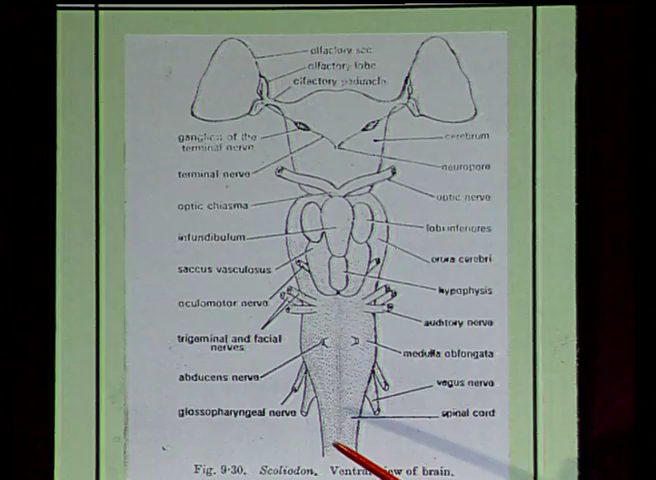 olfactory sac
olfactory lobe
olfactory peduncle
ganglion of the
terminal nerve
cerebrum
neuropore
terminal nerve
optic nerve
optic chiasma
lobi inferiores
infundibulum
crura cerebri
saccus vasculosus
hypophysis
oculomotor nerve
auditory nerve
trigeminal and facial
nerves
medulla oblongata
abducens nerve
vagus nerve
glossopharyngeal nerve
spinal cord
Fig. 9·30. Scoliodon. Ventral view of brain.